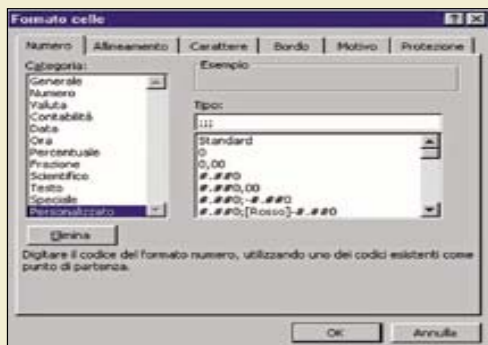 Formato celle
Numero Allineamento Carattere Bordo Motivo Protezione
Categoria:
Generale
Numero
Valuta
Contabilità
Data
Ora
Percentuale
Frazione
Scientifico
Testo
Speciale
Personalizzato
Esempio
Tipo:
;;;
Standard
0
0,00
#.##0
#.##0,00
#.##0;-#.##0
#.##0;[Rosso]-#.##0
Elimina
Digitare il codice del formato numero, utilizzando uno dei codici esistenti come
punto di partenza.
OK Annulla